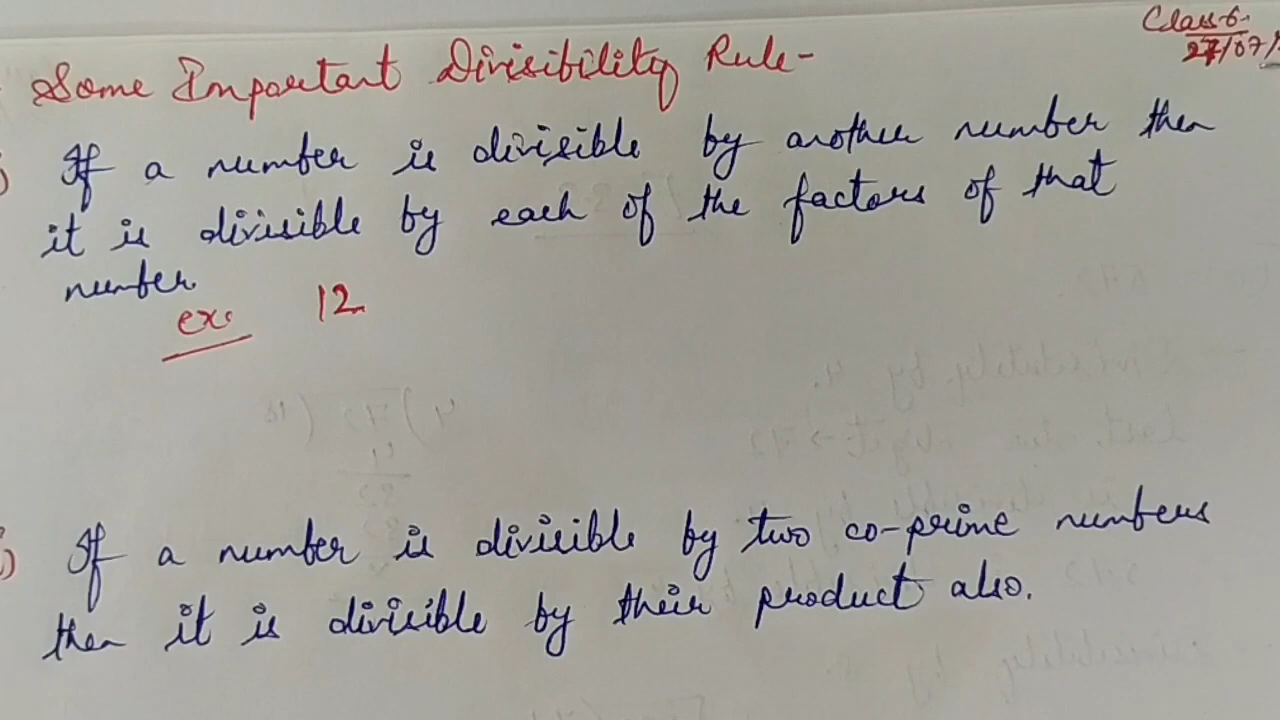 Class-6.
27/07/
Some Important Divisibility Rule-
) If a number is divisible by another number then
it is divisible by each of the factors of that
number.
ex. 12
) If a number is divisible by two co-prime numbers
then it is divisible by their product also.